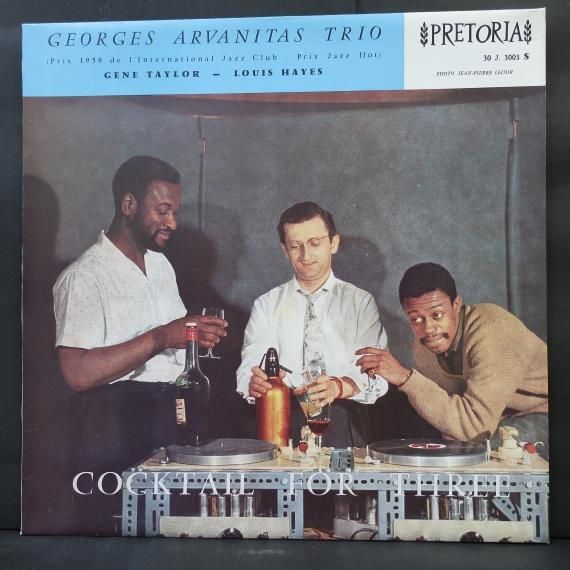 GEORGES ARVANITAS TRIO
(Prix 1958 de l'International Jazz Club - Prix Jazz Hot)
GENE TAYLOR — LOUIS HAYES
PRETORIA
30 J. 3003 S
PHOTO JEAN-PIERRE LELOIR
COCKTAIL FOR THREE